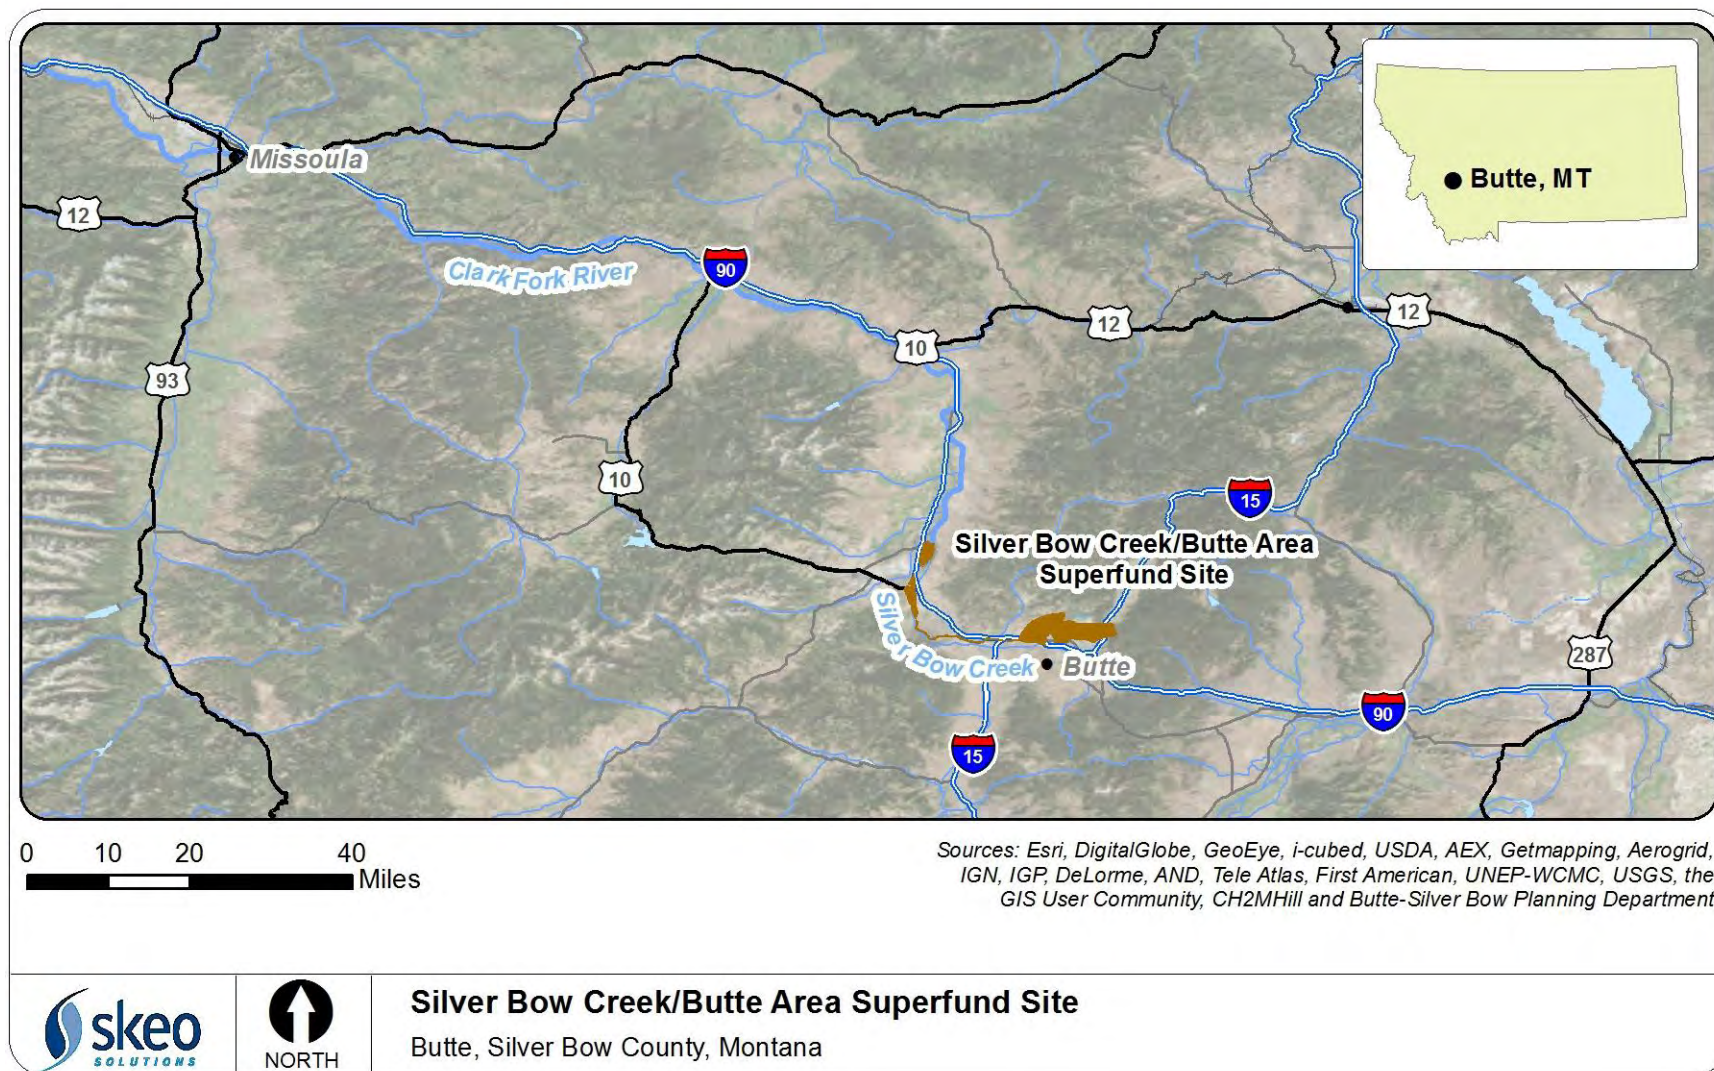 Butte, MT
Missoula
12
Clark Fork River
90
12
12
10
93
10
15
Silver Bow Creek/Butte Area
Superfund Site
Silver Bow Creek
Butte
287
90
15
0 10 20 40
Miles
Sources: Esri, DigitalGlobe, GeoEye, i-cubed, USDA, AEX, Getmapping, Aerogrid,
IGN, IGP, DeLorme, AND, Tele Atlas, First American, UNEP-WCMC, USGS, the
GIS User Community, CH2MHill and Butte-Silver Bow Planning Department
skeo
SOLUTIONS
NORTH
Silver Bow Creek/Butte Area Superfund Site
Butte, Silver Bow County, Montana